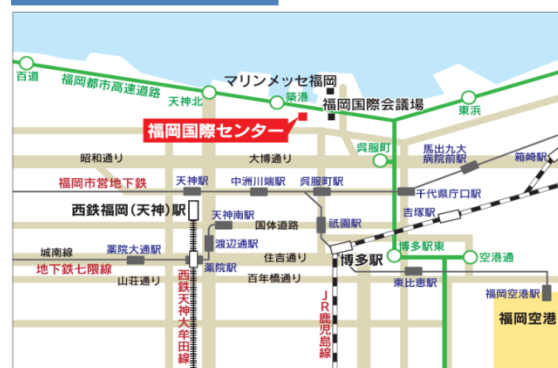 百道
福岡都市高速道路
天神北
マリンメッセ福岡
築港
福岡国際会議場
東浜
福岡国際センター
呉服町
馬出九大
病院前駅
箱崎駅
昭和通り
大博通り
福岡市営地下鉄
天神駅
中洲川端駅
呉服町駅
千代県庁口駅
西鉄福岡(天神)駅
天神南駅
国体道路
祇園駅
吉塚駅
渡辺通駅
城南線
薬院大通駅
住吉通り
博多駅
博多駅東
空港通
地下鉄七隈線
薬院駅
山荘通り
百年橋通り
東比恵駅
福岡空港駅
福岡空港
西鉄天神大牟田線
JR鹿児島線